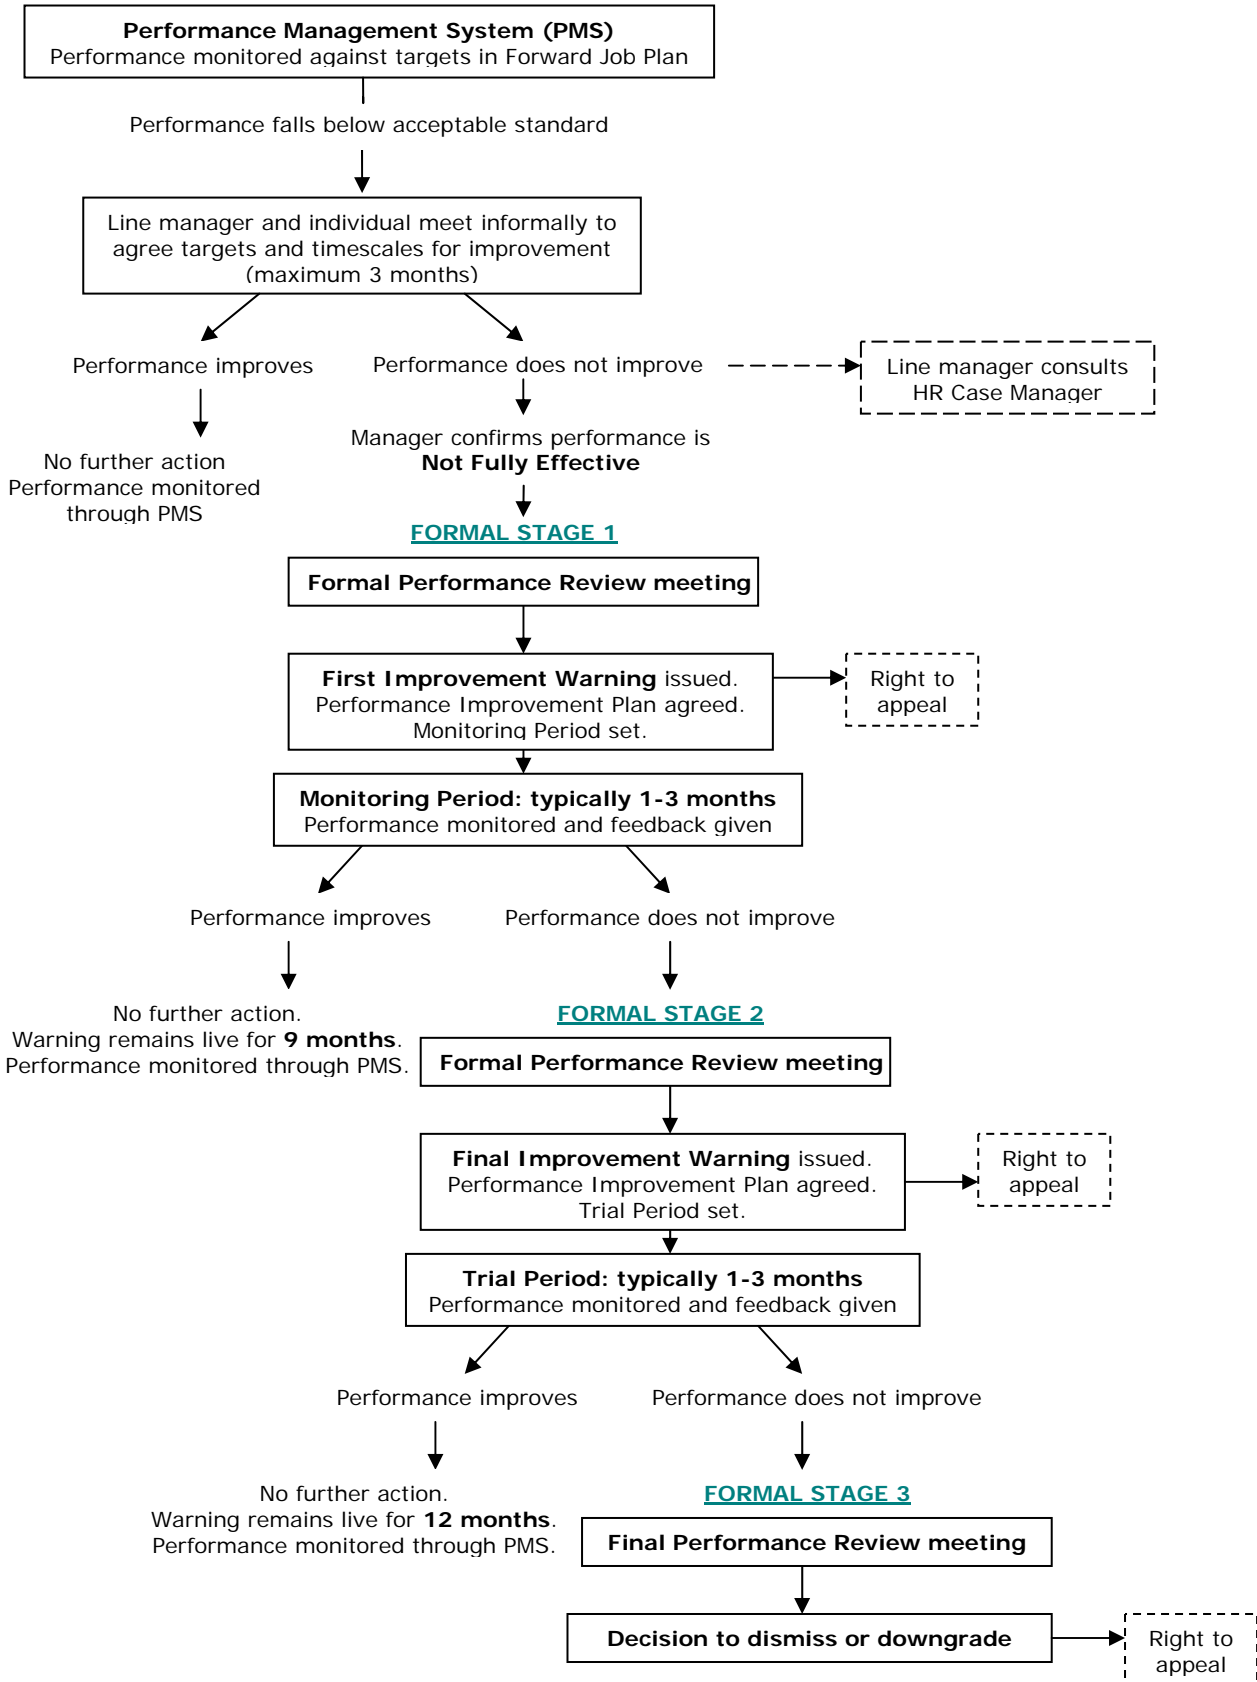 Performance Management System (PMS)
Performance monitored against targets in Forward Job Plan
Performance falls below acceptable standard
Line manager and individual meet informally to
agree targets and timescales for improvement
(maximum 3 months)
Performance improves
Performance does not improve
Line manager consults
HR Case Manager
No further action
Performance monitored
through PMS
Manager confirms performance is
Not Fully Effective
FORMAL STAGE 1
Formal Performance Review meeting
First Improvement Warning issued.
Performance Improvement Plan agreed.
Monitoring Period set.
Right to
appeal
Monitoring Period: typically 1-3 months
Performance monitored and feedback given
Performance improves
Performance does not improve
No further action.
Warning remains live for 9 months.
Performance monitored through PMS.
FORMAL STAGE 2
Formal Performance Review meeting
Final Improvement Warning issued.
Performance Improvement Plan agreed.
Trial Period set.
Right to
appeal
Trial Period: typically 1-3 months
Performance monitored and feedback given
Performance improves
Performance does not improve
No further action.
Warning remains live for 12 months.
Performance monitored through PMS.
FORMAL STAGE 3
Final Performance Review meeting
Decision to dismiss or downgrade
Right to
appeal